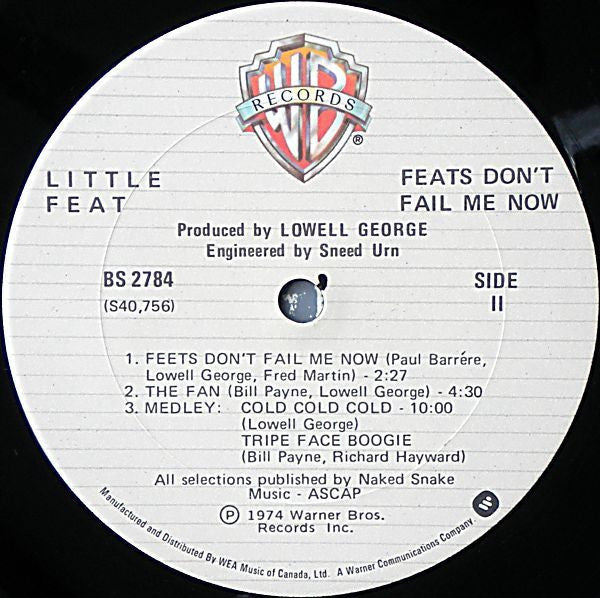 WB
RECORDS
®
LITTLE
FEAT
FEATS DON'T
FAIL ME NOW
Produced by LOWELL GEORGE
Engineered by Sneed Urn
BS 2784
(S40,756)
SIDE
II
1. FEETS DON'T FAIL ME NOW (Paul Barrére,
Lowell George, Fred Martin) - 2:27
2. THE FAN (Bill Payne, Lowell George) - 4:30
3. MEDLEY: COLD COLD COLD - 10:00
(Lowell George)
TRIPE FACE BOOGIE
(Bill Payne, Richard Hayward)
All selections published by Naked Snake
Music - ASCAP
℗ 1974 Warner Bros.
Records Inc.
Manufactured and Distributed By WEA Music of Canada, Ltd. A Warner Communications Company.